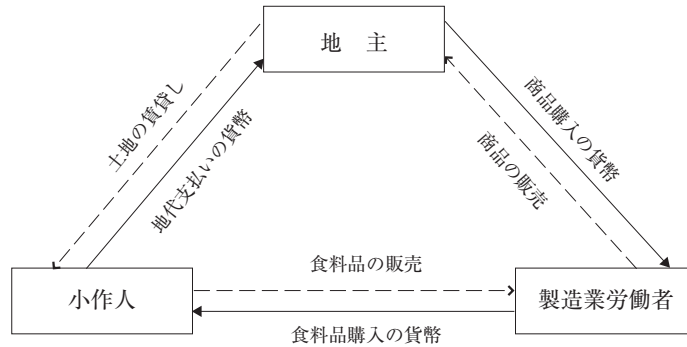 地　主
土地の賃貸し
地代支払いの貨幣
商品購入の貨幣
商品の販売
食料品の販売
小作人
製造業労働者
食料品購入の貨幣